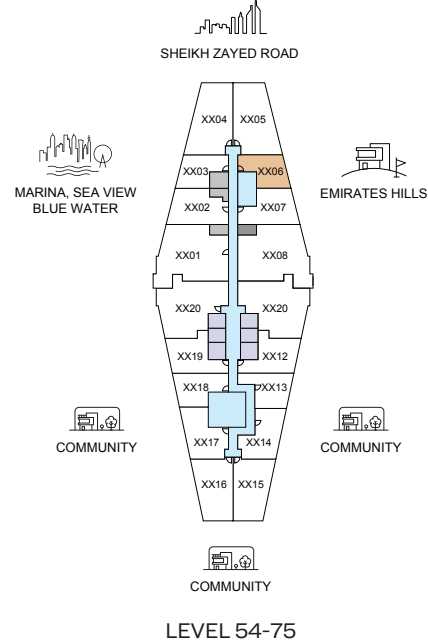 SHEIKH ZAYED ROAD
XX04 XX05
XX03 XX06
MARINA, SEA VIEW
BLUE WATER
EMIRATES HILLS
XX02 XX07
XX01 XX08
XX20 XX20
XX19 XX12
XX18 XX13
COMMUNITY
XX17 XX14
COMMUNITY
XX16 XX15
COMMUNITY
LEVEL 54-75